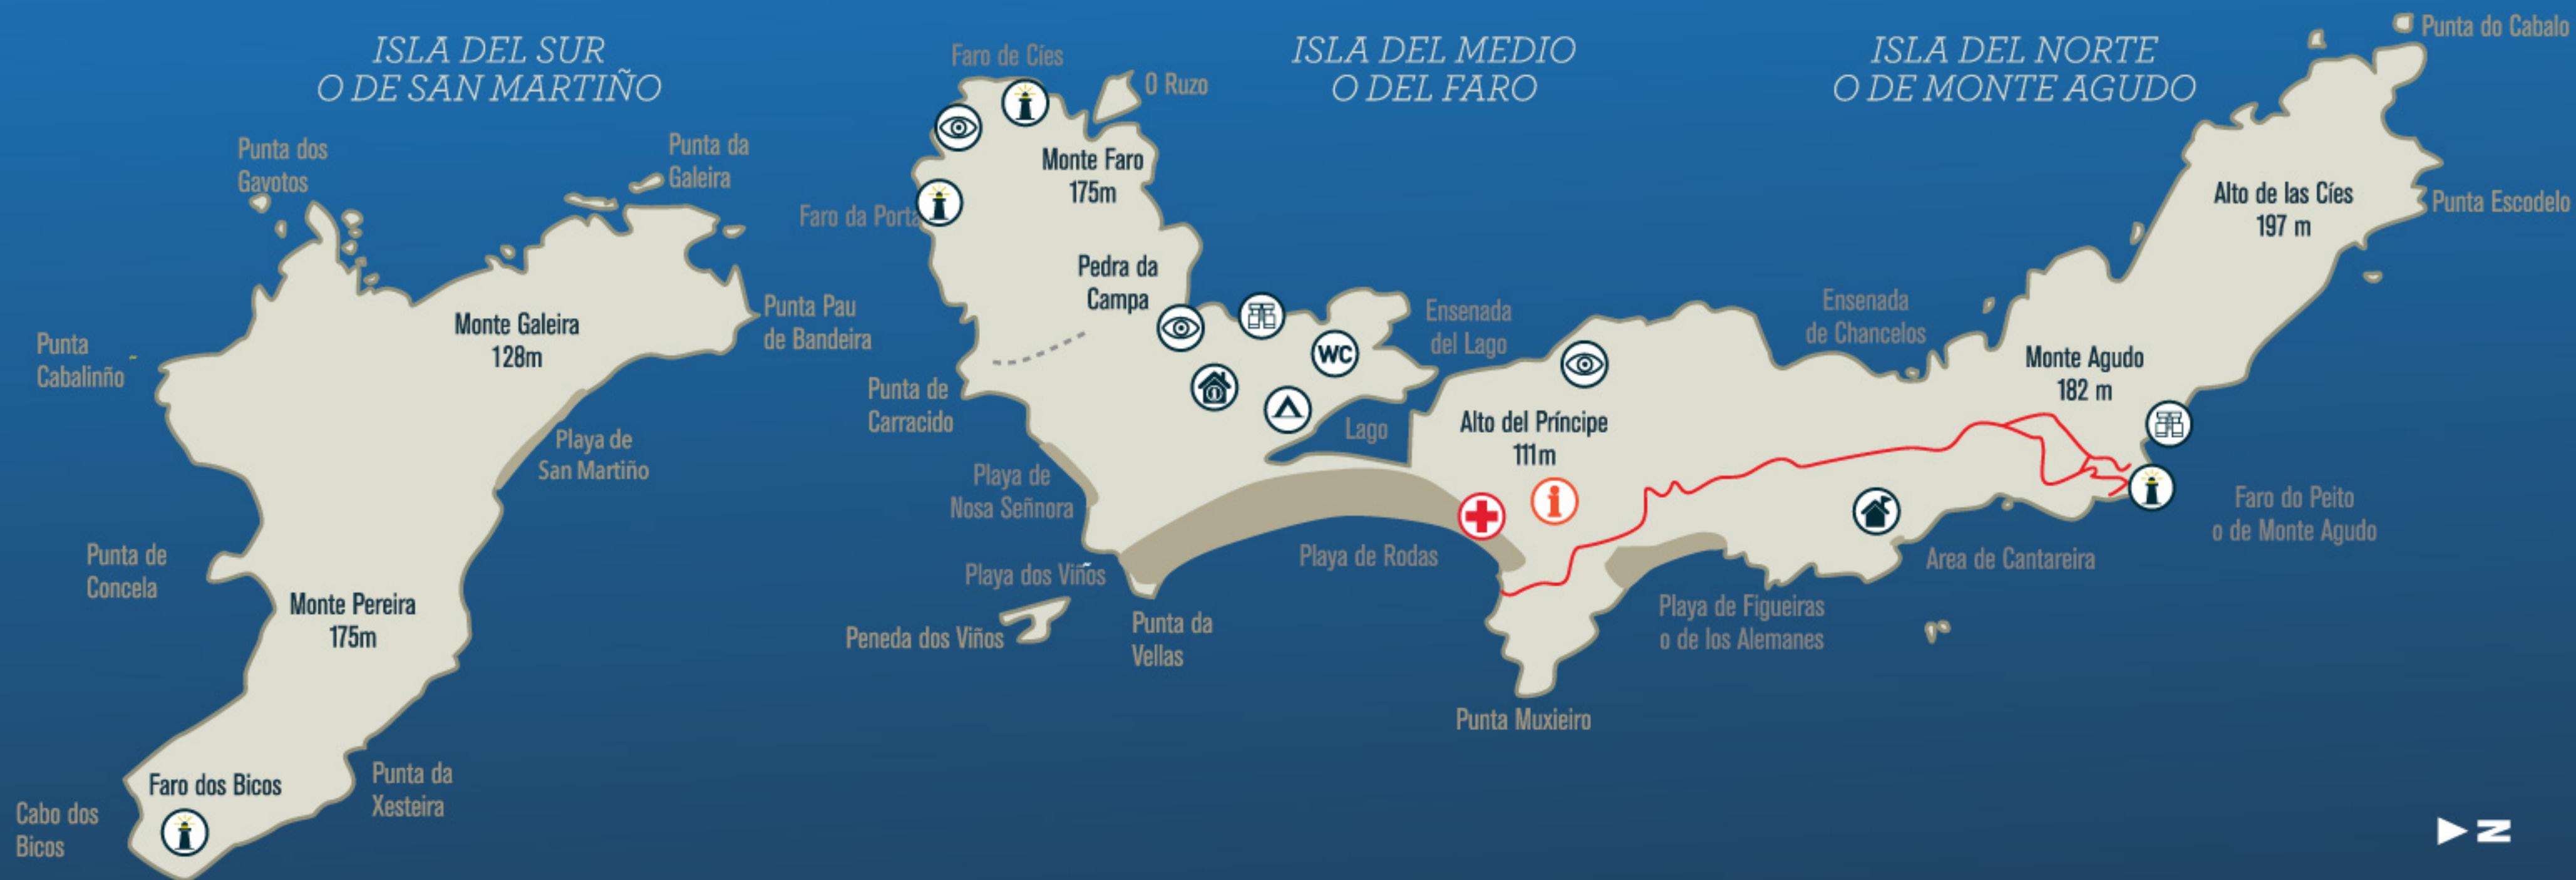 ISLA DEL SUR
O DE SAN MARTIÑO
ISLA DEL MEDIO
O DEL FARO
ISLA DEL NORTE
O DE MONTE AGUDO
Punta dos
Gavotos
Punta da
Galeira
Monte Galeira
128m
Punta Pau
de Bandeira
Punta
Cabalinño
Playa de
San Martiño
Punta de
Concela
Monte Pereira
175m
Faro dos Bicos
Punta da
Xesteira
Cabo dos
Bicos
Faro de Cíes
O Ruzo
Monte Faro
175m
Faro da Porta
Pedra da
Campa
WC
Ensenada
del Lago
Punta de
Carracido
Lago
Playa de
Nosa Señnora
Playa dos Viños
Peneda dos Viños
Punta da
Vellas
Playa de Rodas
Alto del Príncipe
111m
i
Punta Muxieiro
Playa de Figueiras
o de los Alemanes
Ensenada
de Chancelos
Area de Cantareira
Monte Agudo
182 m
Faro do Peito
o de Monte Agudo
Alto de las Cíes
197 m
Punta do Cabalo
Punta Escodelo
N